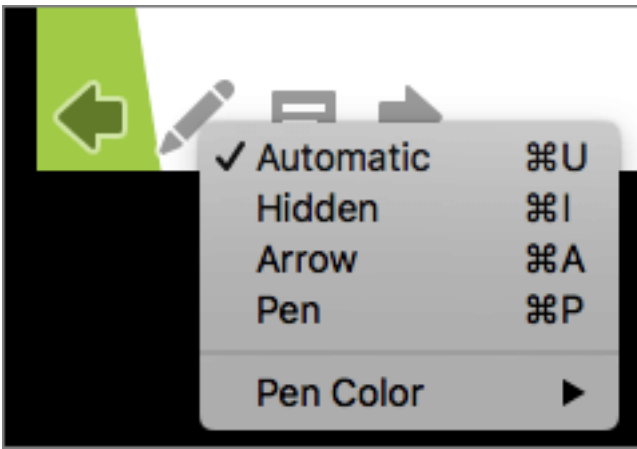 ✓ Automatic ⌘U
Hidden ⌘I
Arrow ⌘A
Pen ⌘P
Pen Color ▶